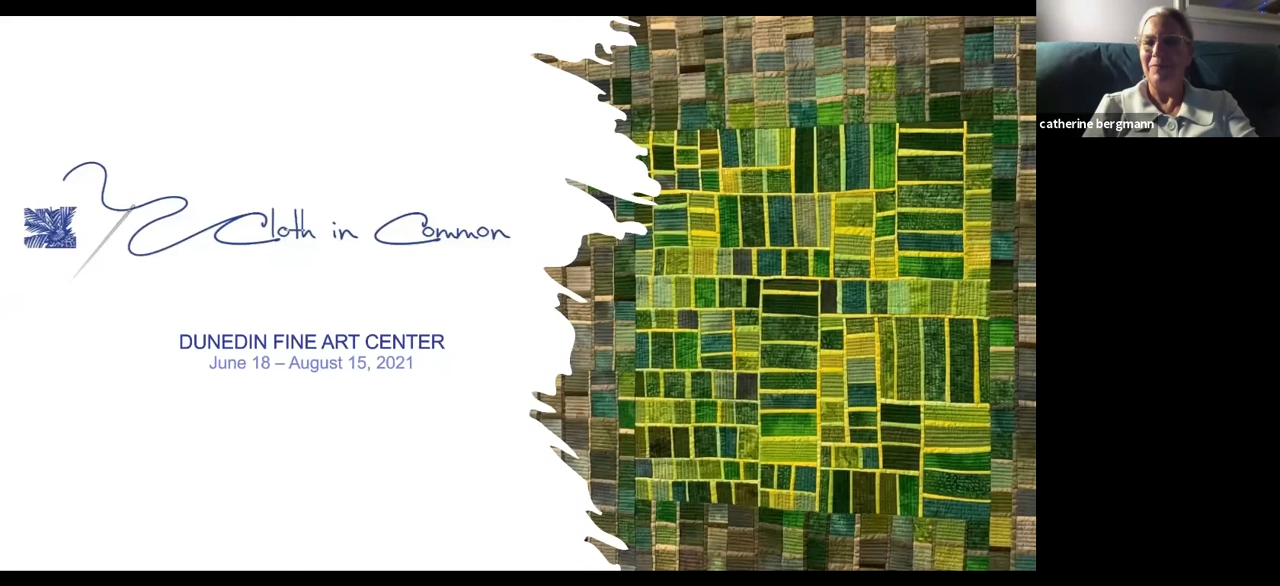 Cloth in Common
DUNEDIN FINE ART CENTER
June 18 – August 15, 2021
catherine bergmann